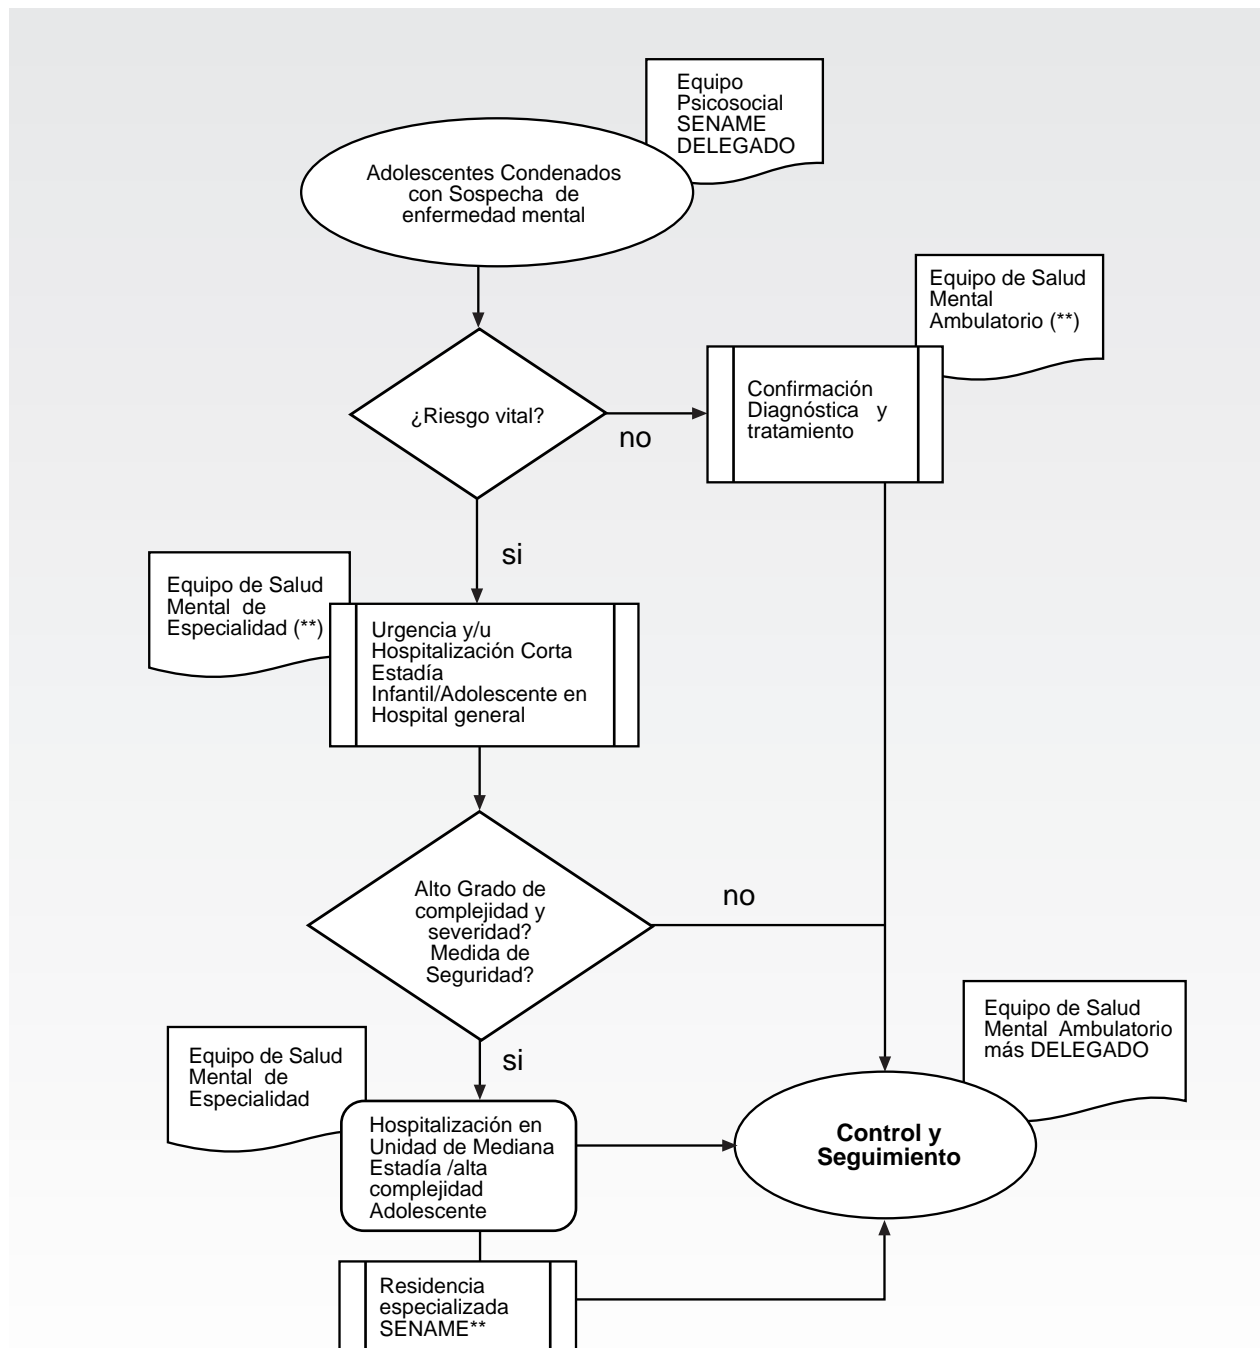 Equipo
Psicosocial
SENAME
DELEGADO
Adolescentes Condenados
con Sospecha de
enfermedad mental
Equipo de Salud
Mental
Ambulatorio (**)
¿Riesgo vital?
no
Confirmación
Diagnóstica y
tratamiento
si
Equipo de Salud
Mental de
Especialidad (**)
Urgencia y/u
Hospitalización Corta
Estadía
Infantil/Adolescente en
Hospital general
Alto Grado de
complejidad y
severidad?
Medida de
Seguridad?
no
si
Equipo de Salud
Mental Ambulatorio
más DELEGADO
Equipo de Salud
Mental de
Especialidad
Hospitalización en
Unidad de Mediana
Estadía /alta
complejidad
Adolescente
Control y
Seguimiento
Residencia
especializada
SENAME**